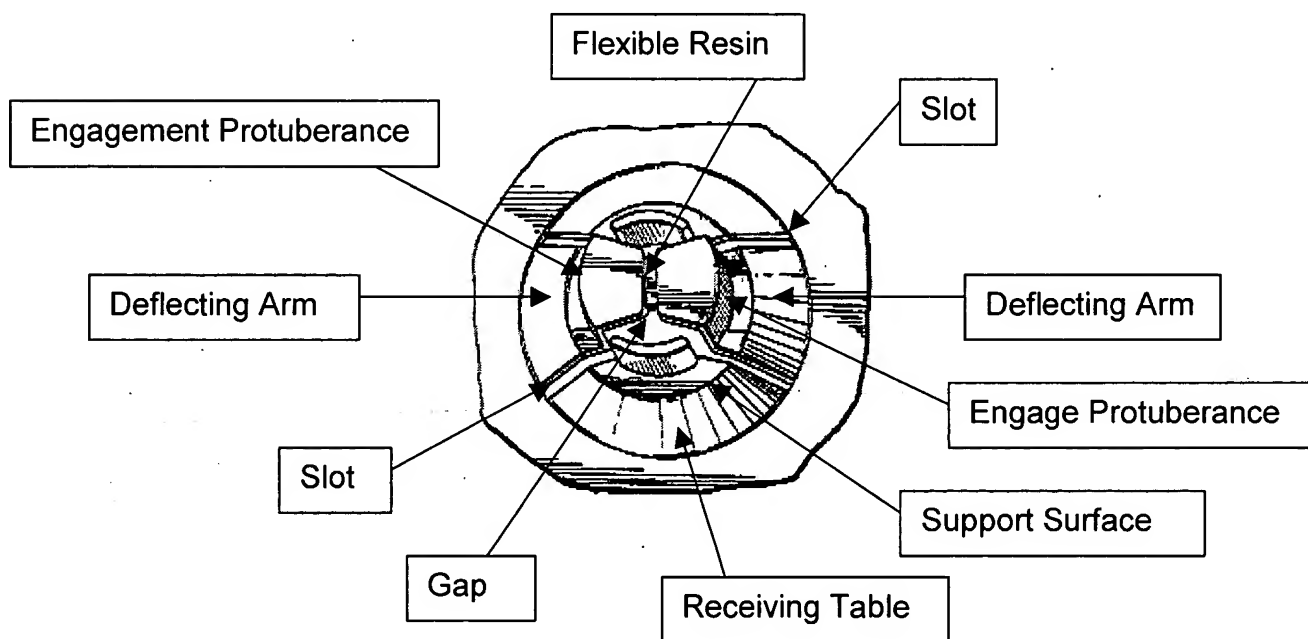 Flexible Resin
Slot
Engagement Protuberance
Deflecting Arm
Deflecting Arm
Engage Protuberance
Slot
Support Surface
Gap
Receiving Table